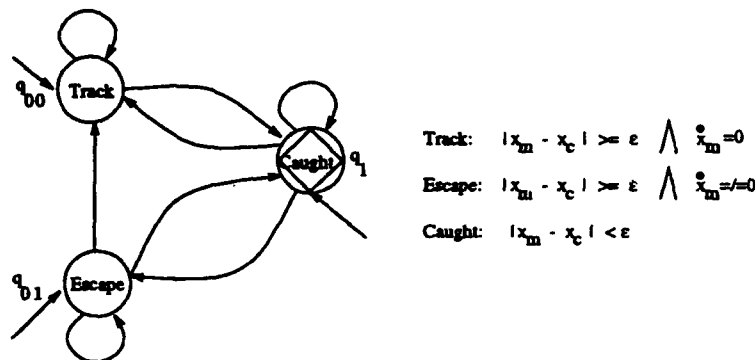 Track
q00
Caught
q1
Escape
q01
Track: |xm - xc| >= ε ⋀ ẋm=0
Escape: |xm - xc| >= ε ⋀ ẋm=/=0
Caught: |xm - xc| < ε